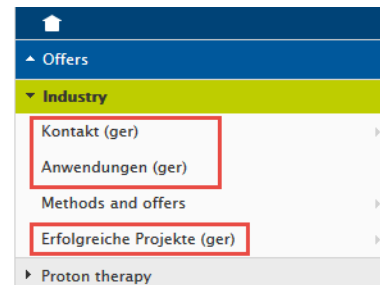 Offers
Industry
Kontakt (ger)
Anwendungen (ger)
Methods and offers
Erfolgreiche Projekte (ger)
Proton therapy